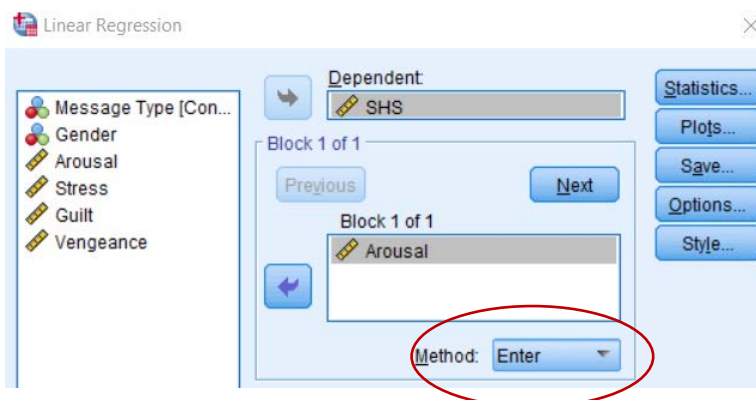 Linear Regression
Message Type [Con...
Gender
Arousal
Stress
Guilt
Vengeance
Dependent:
SHS
Block 1 of 1
Previous
Next
Block 1 of 1
Arousal
Method: Enter
Statistics...
Plots...
Save...
Options...
Style...